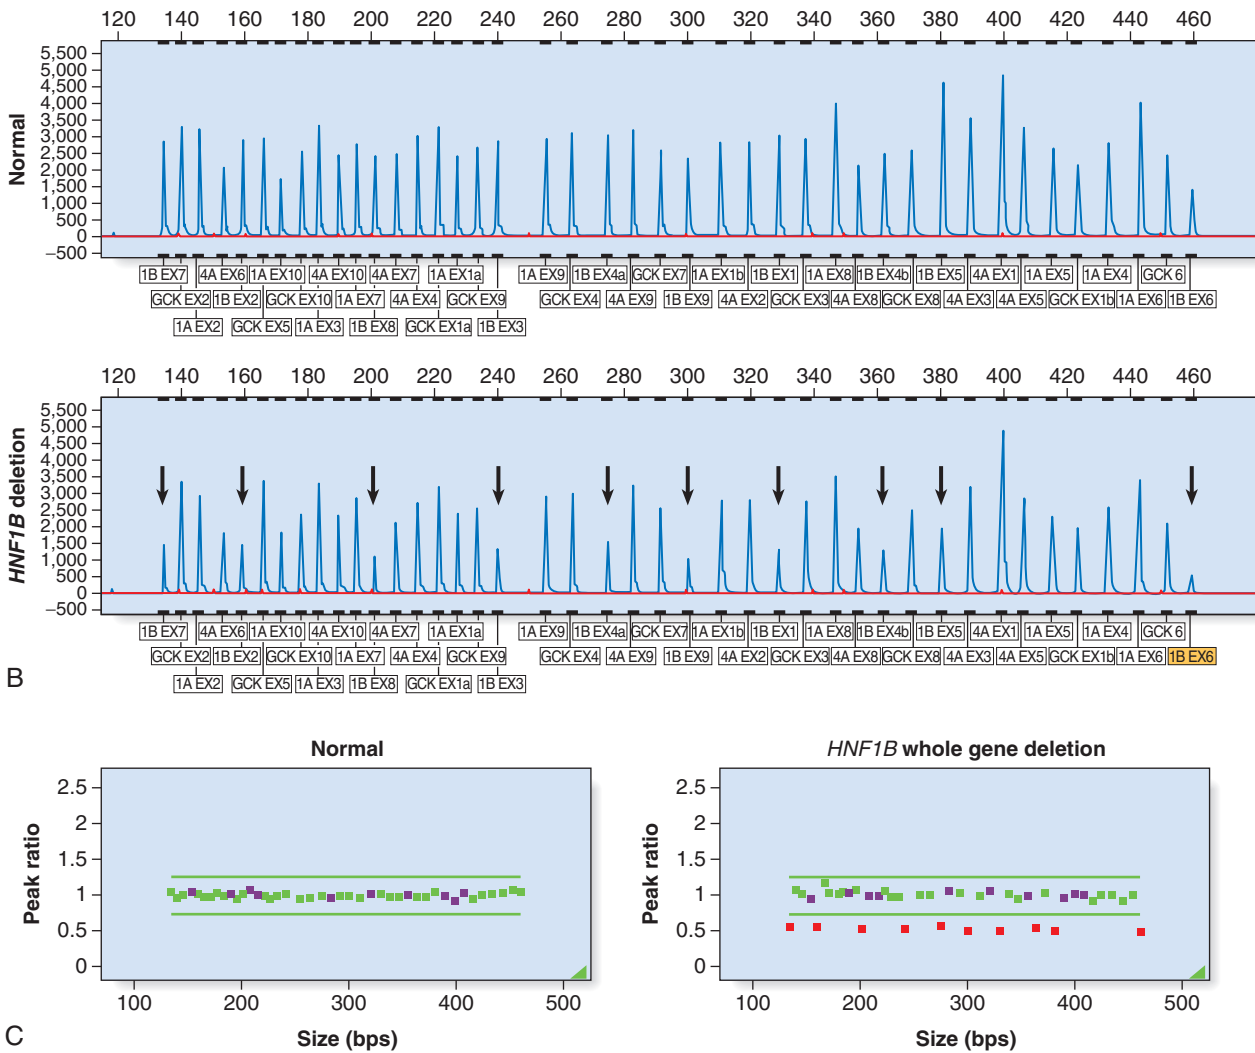 120 140 160 180 200 220 240 260 280 300 320 340 360 380 400 420 440 460
Normal
5,500
5,000
4,500
4,000
3,500
3,000
2,500
2,000
1,500
1,000
500
0
–500
1B EX7 4A EX6 1A EX10 4A EX10 4A EX7 1A EX1a 1A EX9 1B EX4a GCK EX7 1A EX1b 1B EX1 1A EX8 1B EX4b 1B EX5 4A EX1 1A EX5 1A EX4 GCK 6
GCK EX2 1B EX2 GCK EX10 1A EX7 4A EX4 GCK EX9 GCK EX4 4A EX9 1B EX9 4A EX2 GCK EX3 4A EX8 GCK EX8 4A EX3 4A EX5 GCK EX1b 1A EX6 1B EX6
1A EX2 GCK EX5 1A EX3 1B EX8 GCK EX1a 1B EX3
120 140 160 180 200 220 240 260 280 300 320 340 360 380 400 420 440 460
HNF1B deletion
5,500
5,000
4,500
4,000
3,500
3,000
2,500
2,000
1,500
1,000
500
0
–500
1B EX7 4A EX6 1A EX10 4A EX10 4A EX7 1A EX1a 1A EX9 1B EX4a GCK EX7 1A EX1b 1B EX1 1A EX8 1B EX4b 1B EX5 4A EX1 1A EX5 1A EX4 GCK 6
GCK EX2 1B EX2 GCK EX10 1A EX7 4A EX4 GCK EX9 GCK EX4 4A EX9 1B EX9 4A EX2 GCK EX3 4A EX8 GCK EX8 4A EX3 4A EX5 GCK EX1b 1A EX6 1B EX6
1A EX2 GCK EX5 1A EX3 1B EX8 GCK EX1a 1B EX3
B
Normal
Peak ratio
2.5
2
1.5
1
0.5
0
100 200 300 400 500
Size (bps)
HNF1B whole gene deletion
Peak ratio
2.5
2
1.5
1
0.5
0
100 200 300 400 500
Size (bps)
C